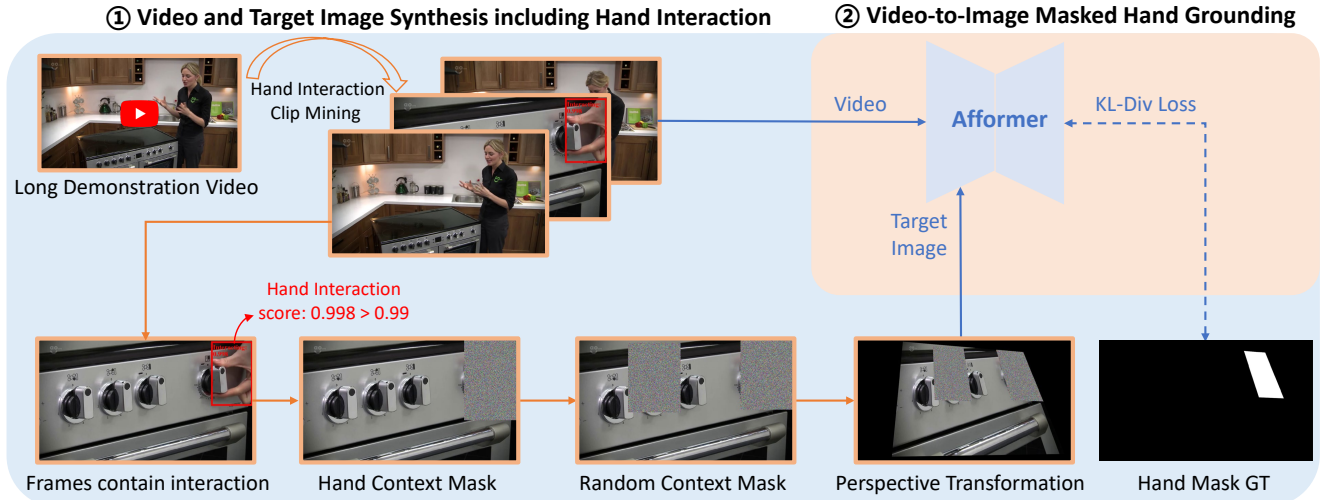 ① Video and Target Image Synthesis including Hand Interaction
② Video-to-Image Masked Hand Grounding
Hand Interaction
Clip Mining
Long Demonstration Video
Video
Afformer
KL-Div Loss
Target
Image
Hand Interaction
score: 0.998 > 0.99
Frames contain interaction
Hand Context Mask
Random Context Mask
Perspective Transformation
Hand Mask GT